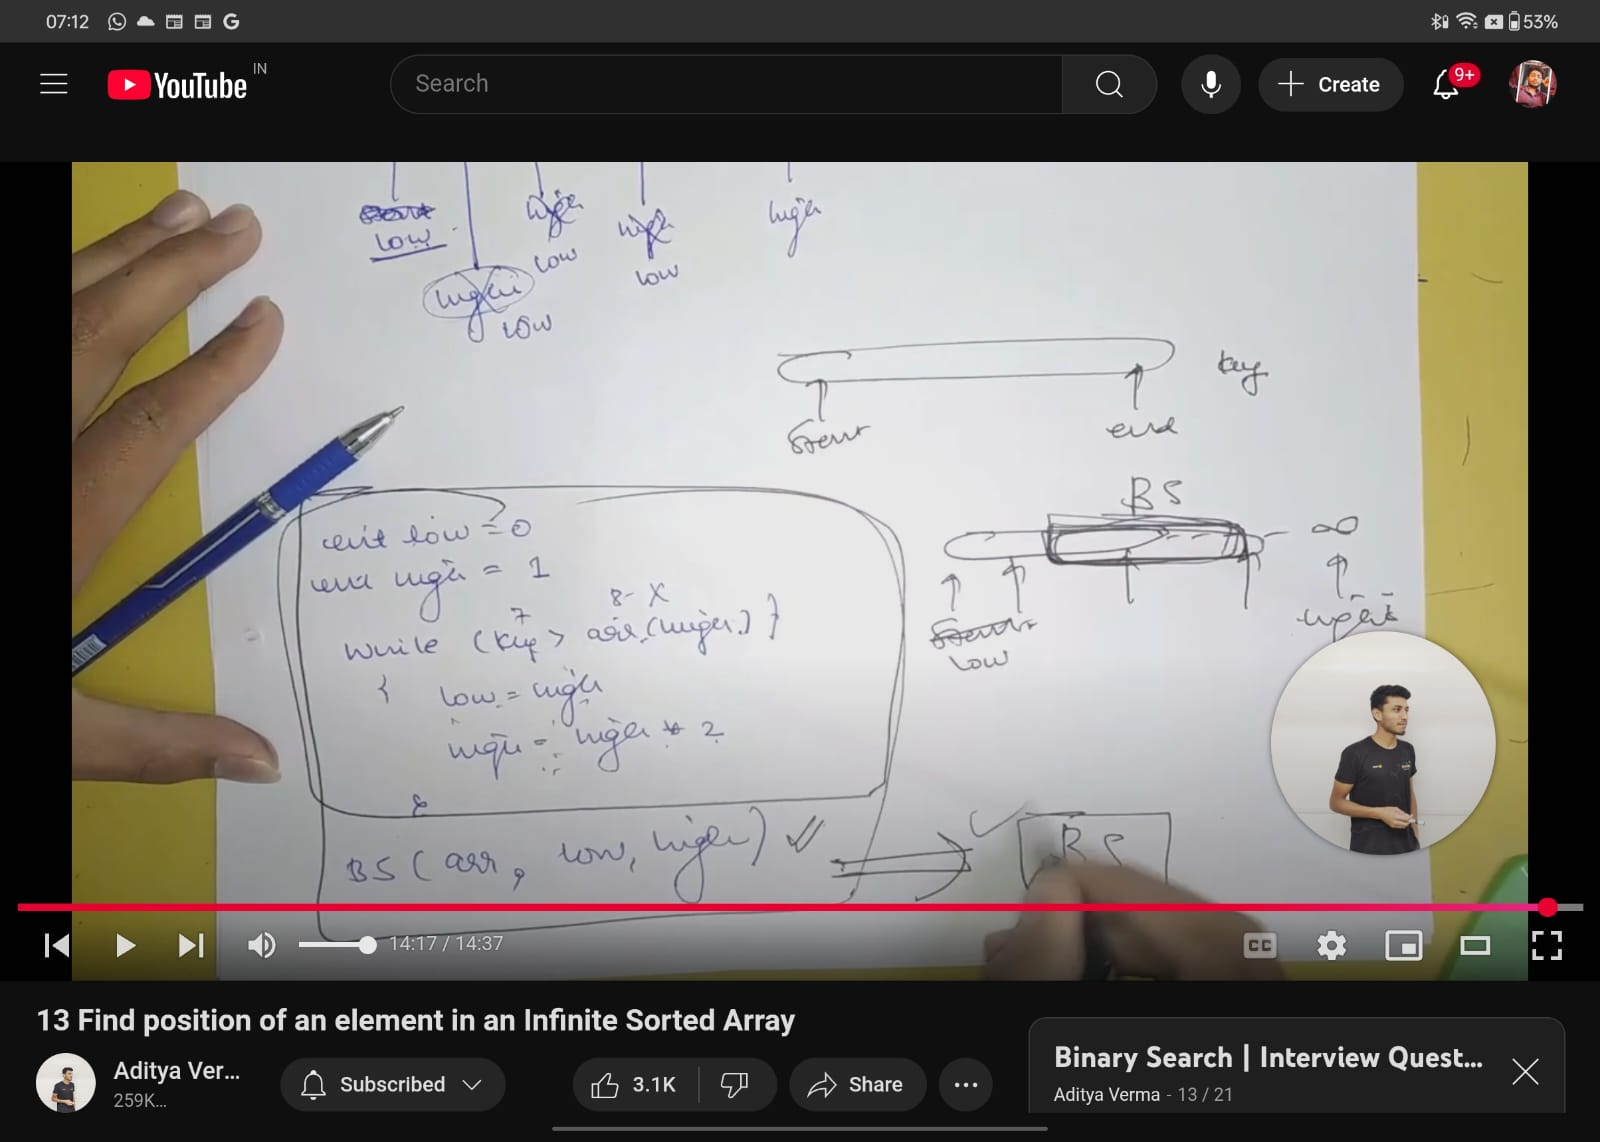 07:12
53%
YouTube IN
Search
Create
9+
low
high
low
high
low
high
low
high
key
start
end
int low = 0
BS
∞
high = 1
7
8- X
while (key > arr.(high.) }
low
{ low = high
high = high * 2
BS ( arr, low, high)
BS
14:17 / 14:37
CC
13 Find position of an element in an Infinite Sorted Array
Aditya Ver...
259K...
Subscribed
3.1K
Share
Binary Search | Interview Quest...
Aditya Verma - 13 / 21